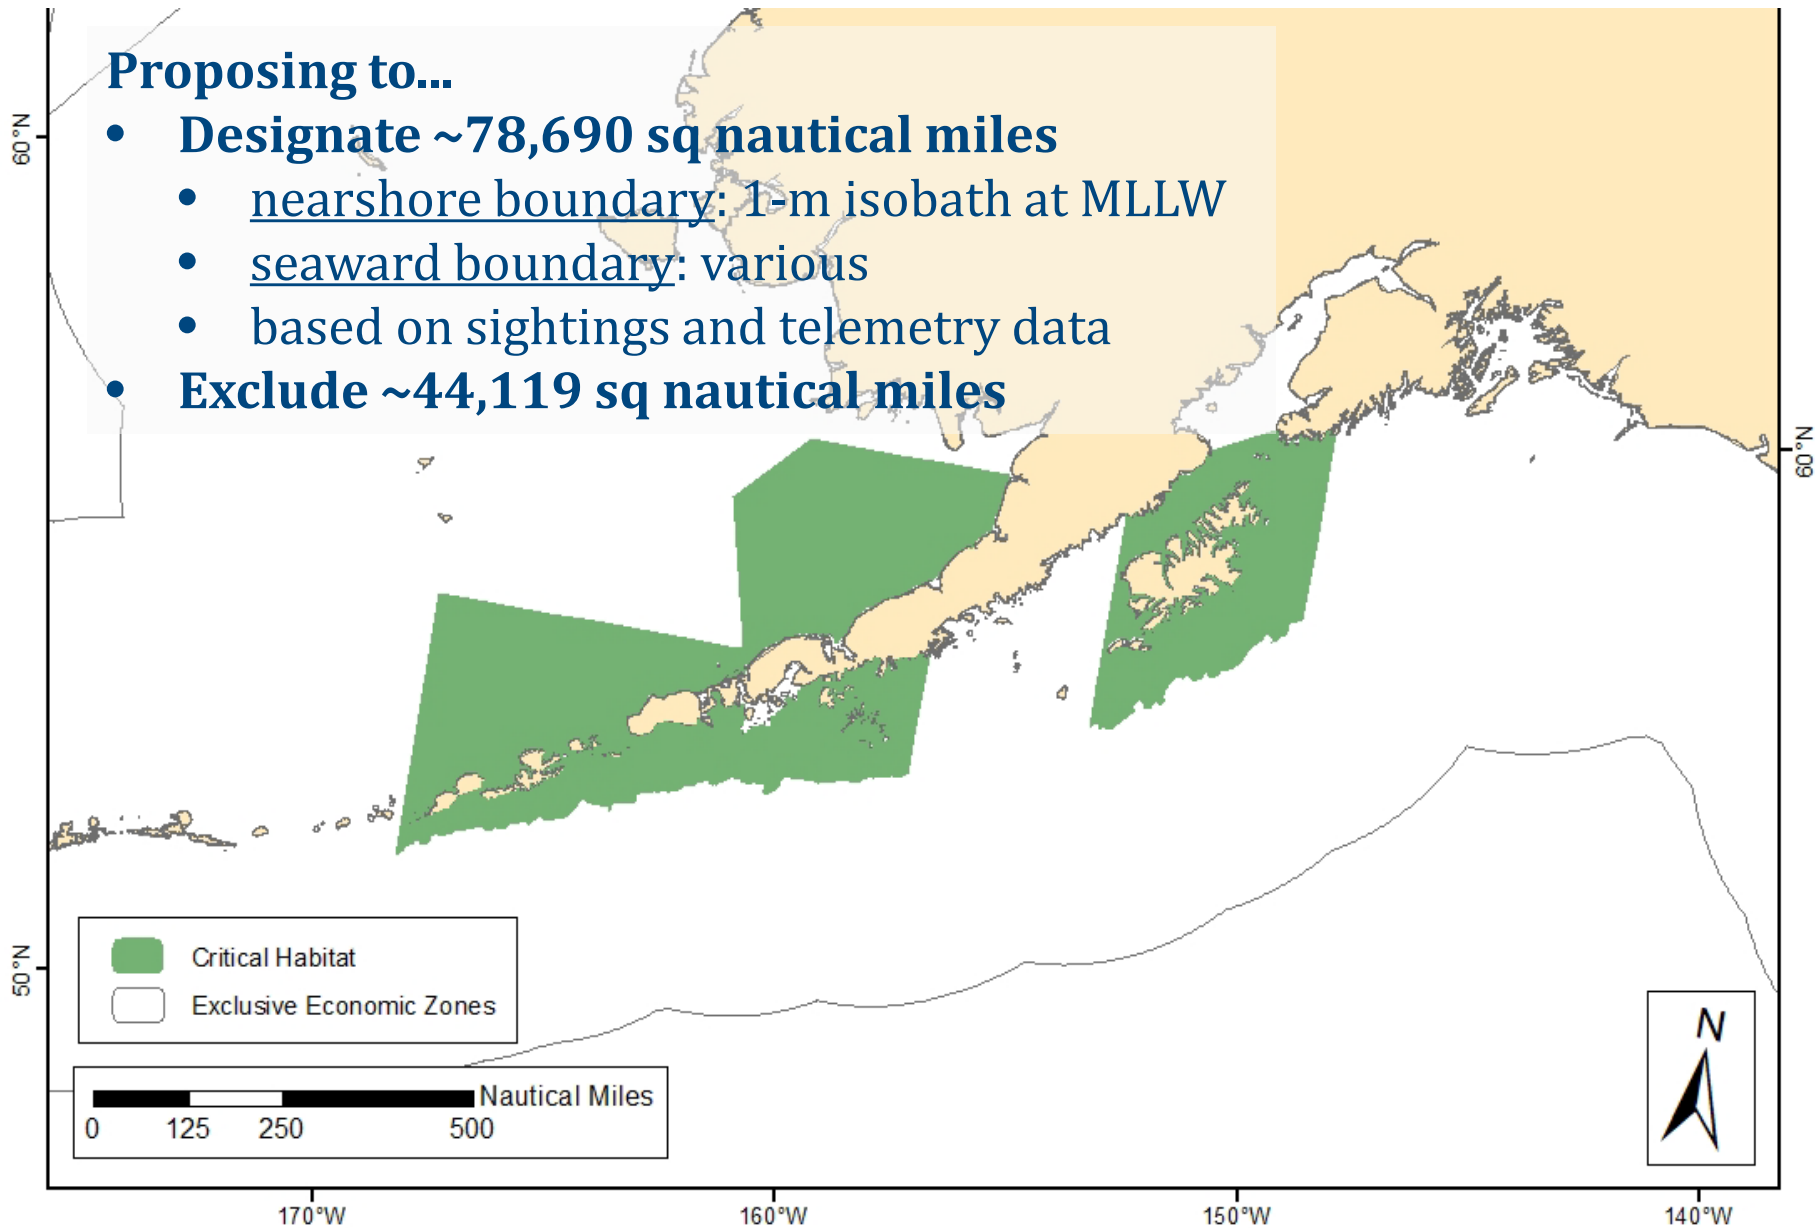 Proposing to...
• Designate ~78,690 sq nautical miles
• nearshore boundary: 1-m isobath at MLLW
• seaward boundary: various
• based on sightings and telemetry data
• Exclude ~44,119 sq nautical miles
60°N
60°N
50°N
Critical Habitat
Exclusive Economic Zones
Nautical Miles
0 125 250 500
N
170°W 160°W 150°W 140°W